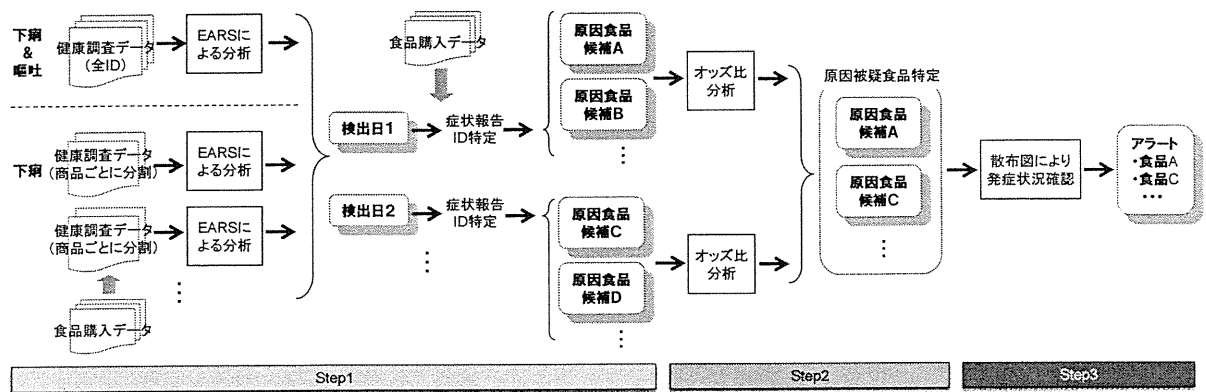 下痢
&
嘔吐
健康調査データ
(全ID)
EARSに
よる分析
下痢
健康調査データ
(商品ごとに分割)
EARSに
よる分析
健康調査データ
(商品ごとに分割)
EARSに
よる分析
⋮
食品購入データ
食品購入データ
検出日1
症状報告
ID特定
検出日2
症状報告
ID特定
⋮
原因食品
候補A
原因食品
候補B
⋮
原因食品
候補C
原因食品
候補D
⋮
オッズ比
分析
オッズ比
分析
原因被疑食品特定
原因食品
候補A
原因食品
候補C
⋮
散布図により
発症状況確認
アラート
・食品A
・食品C
・・・
Step1
Step2
Step3